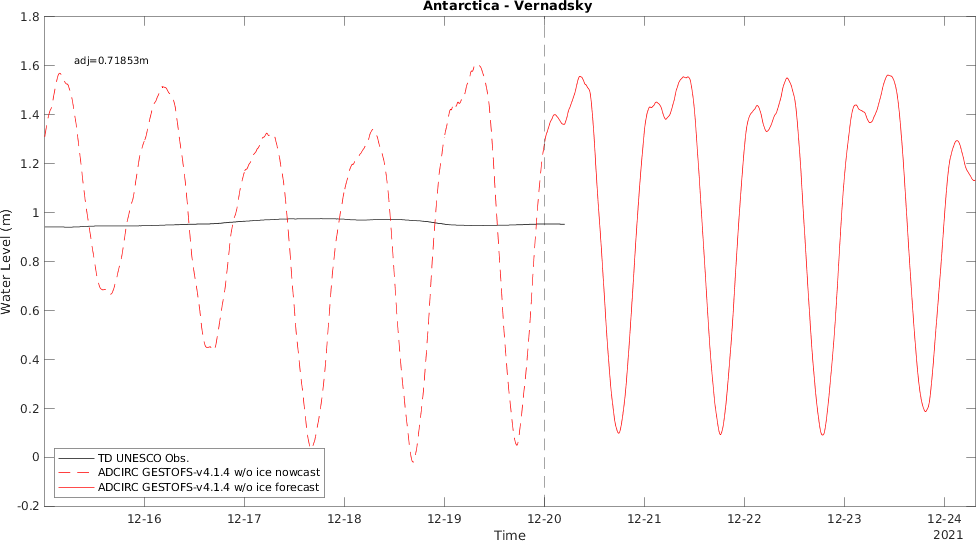 Antarctica - Vernadsky
1.8
1.6
1.4
1.2
1
0.8
0.6
0.4
0.2
0
-0.2
Water Level (m)
adj=0.71853m
TD UNESCO Obs.
ADCIRC GESTOFS-v4.1.4 w/o ice nowcast
ADCIRC GESTOFS-v4.1.4 w/o ice forecast
12-16 12-17 12-18 12-19 12-20 12-21 12-22 12-23 12-24
Time 2021